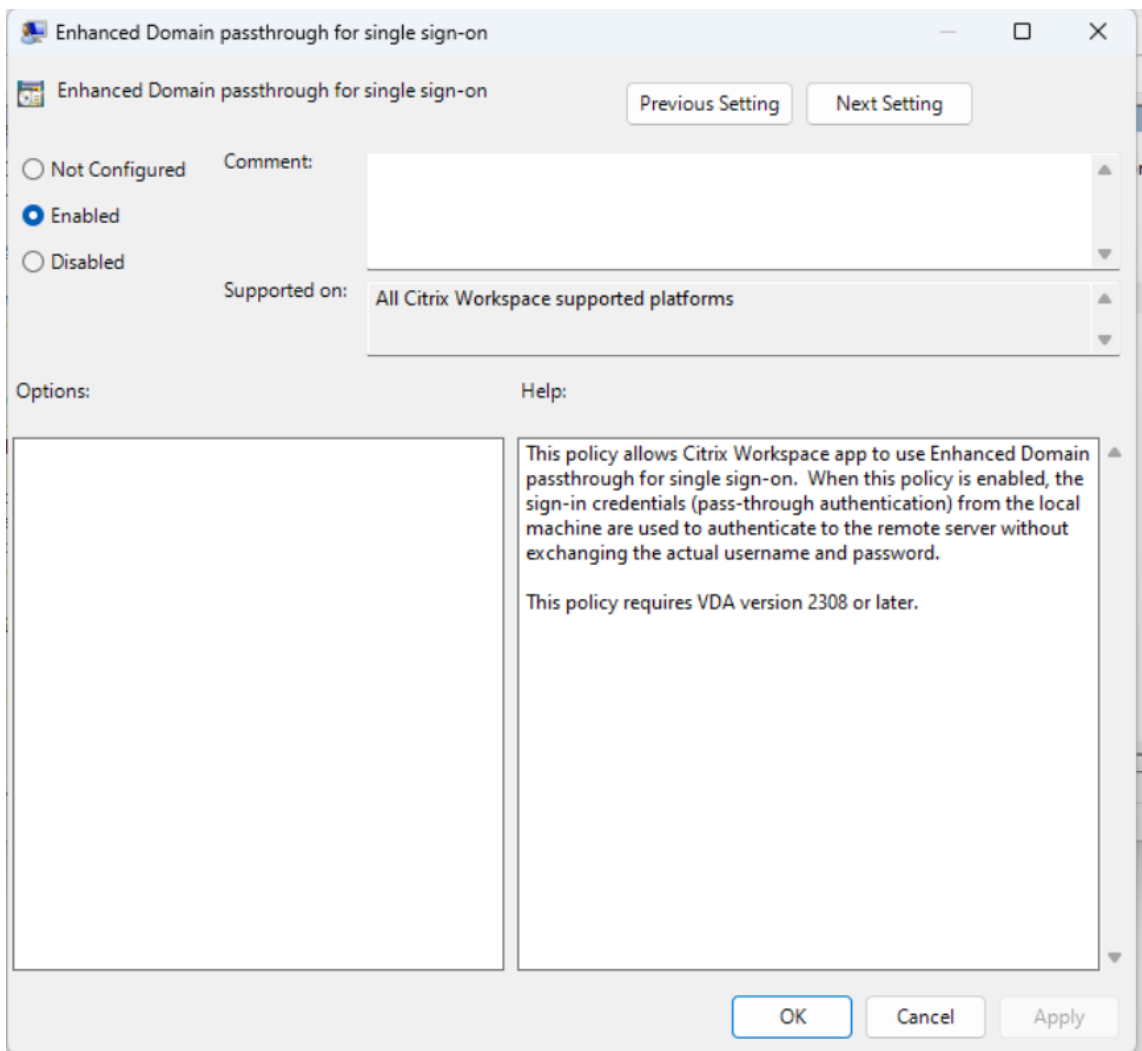 Enhanced Domain passthrough for single sign-on
Enhanced Domain passthrough for single sign-on
Previous Setting
Next Setting
Not Configured
Enabled
Disabled
Comment:
Supported on:
All Citrix Workspace supported platforms
Options:
Help:
This policy allows Citrix Workspace app to use Enhanced Domain
passthrough for single sign-on.  When this policy is enabled, the
sign-in credentials (pass-through authentication) from the local
machine are used to authenticate to the remote server without
exchanging the actual username and password.
This policy requires VDA version 2308 or later.
OK
Cancel
Apply